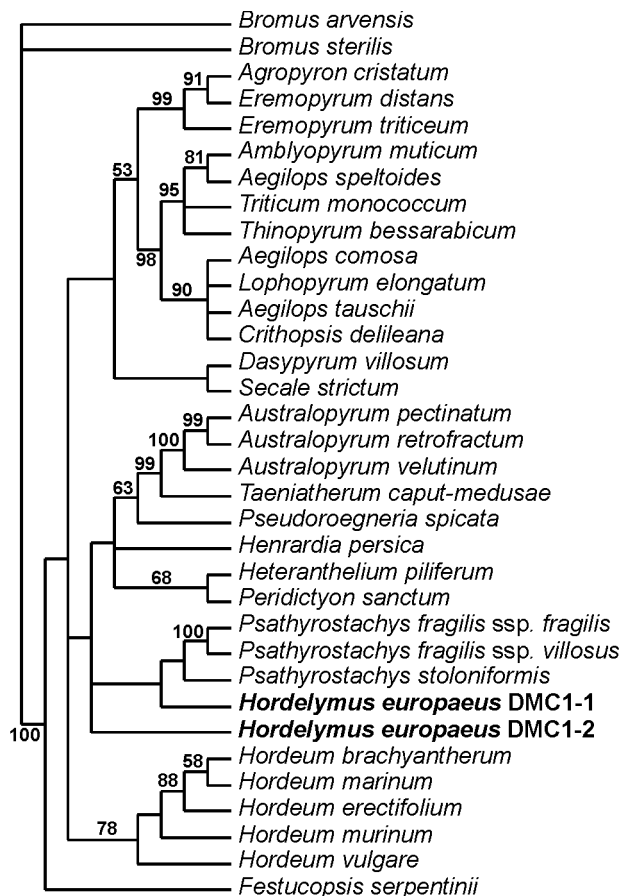 Bromus arvensis
Bromus sterilis
91 Agropyron cristatum
99 Eremopyrum distans
Eremopyrum triticeum
81 Amblyopyrum muticum
53 Aegilops speltoides
95 Triticum monococcum
Thinopyrum bessarabicum
98 Aegilops comosa
90 Lophopyrum elongatum
Aegilops tauschii
Crithopsis delileana
Dasypyrum villosum
Secale strictum
99 Australopyrum pectinatum
100 Australopyrum retrofractum
99 Australopyrum velutinum
63 Taeniatherum caput-medusae
Pseudoroegneria spicata
Henrardia persica
68 Heteranthelium piliferum
Peridictyon sanctum
100 Psathyrostachys fragilis ssp. fragilis
Psathyrostachys fragilis ssp. villosus
Psathyrostachys stoloniformis
Hordelymus europaeus DMC1-1
100 Hordelymus europaeus DMC1-2
58 Hordeum brachyantherum
88 Hordeum marinum
Hordeum erectifolium
78 Hordeum murinum
Hordeum vulgare
Festucopsis serpentinii